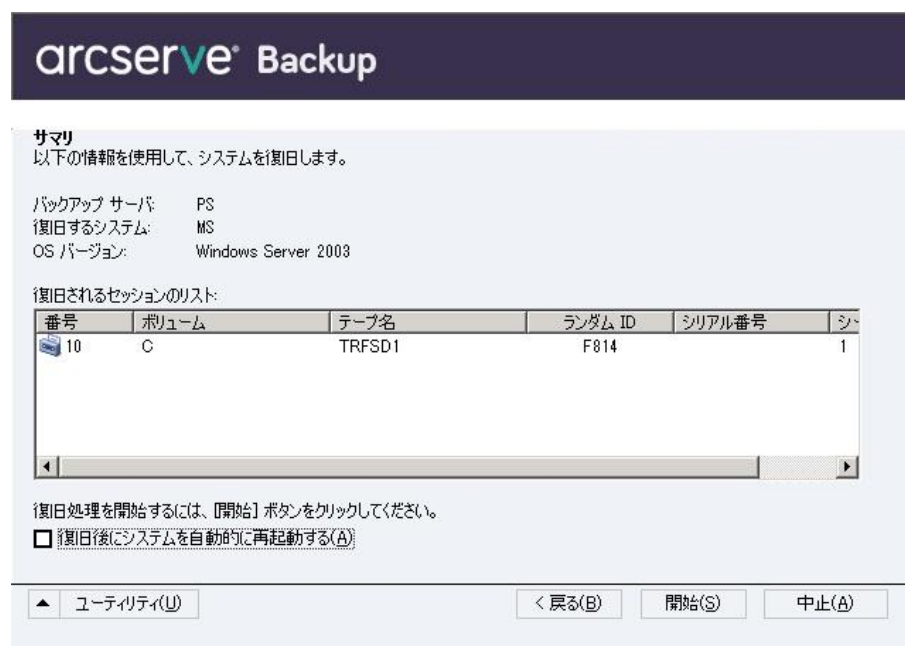 arcserve® Backup
サマリ
以下の情報を使用して、システムを復旧します。
バックアップ サーバ: PS
復旧するシステム: MS
OS バージョン: Windows Server 2003
復旧されるセッションのリスト:
番号 ボリューム テープ名 ランダム ID シリアル番号 シ
10 C TRFSD1 F814 1
復旧処理を開始するには、[開始] ボタンをクリックしてください。
復旧後にシステムを自動的に再起動する(A)
ユーティリティ(U) < 戻る(B) 開始(S) 中止(A)